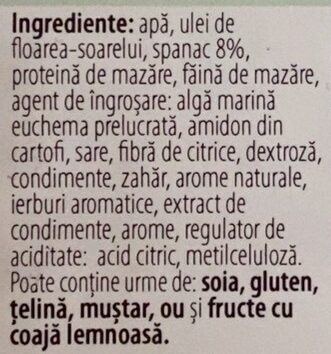 Ingrediente: apă, ulei de
floarea-soarelui, spanac 8%,
proteină de mazăre, făină de mazăre,
agent de îngroșare: algă marină
euchema prelucrată, amidon din
cartofi, sare, fibră de citrice, dextroză,
condimente, zahăr, arome naturale,
ierburi aromatice, extract de
condimente, arome, regulator de
aciditate:  acid citric, metilceluloză.
Poate conține urme de: soia, gluten,
țelină, muștar, ou și fructe cu
coajă lemnoasă.